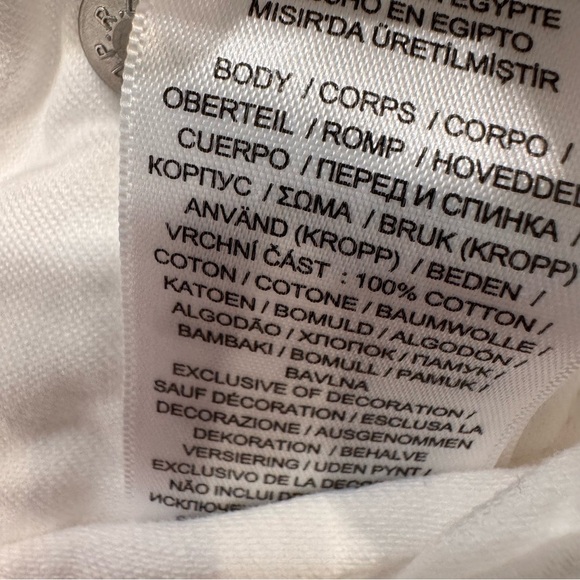 P.R.
EGYPTE
EN EGIPTO
MISIR'DA ÜRETİLMİŞTİR
BODY / CORPS / CORPO /
OBERTEIL / ROMP / HOVEDDEL
CUERPO / ПЕРЕД И СПИНКА /
КОРПУС / ΣΩΜΑ / BRUK (KROPP)
ANVÄND (KROPP) / BEDEN /
VRCHNÍ ČÁST : 100% COTTON /
COTON / COTONE / BAUMWOLLE /
KATOEN / BOMULD / ALGODÓN /
ALGODÃO / ХЛОПОК / ПАМУК /
BAMBAKI / BOMULL / PAMUK /
BAVLNA
EXCLUSIVE OF DECORATION /
SAUF DÉCORATION / ESCLUSA LA
DECORAZIONE / AUSGENOMMEN
DEKORATION / BEHALVE
VERSIERING / UDEN PYNT /
EXCLUSIVO DE LA
NÃO INCLUI